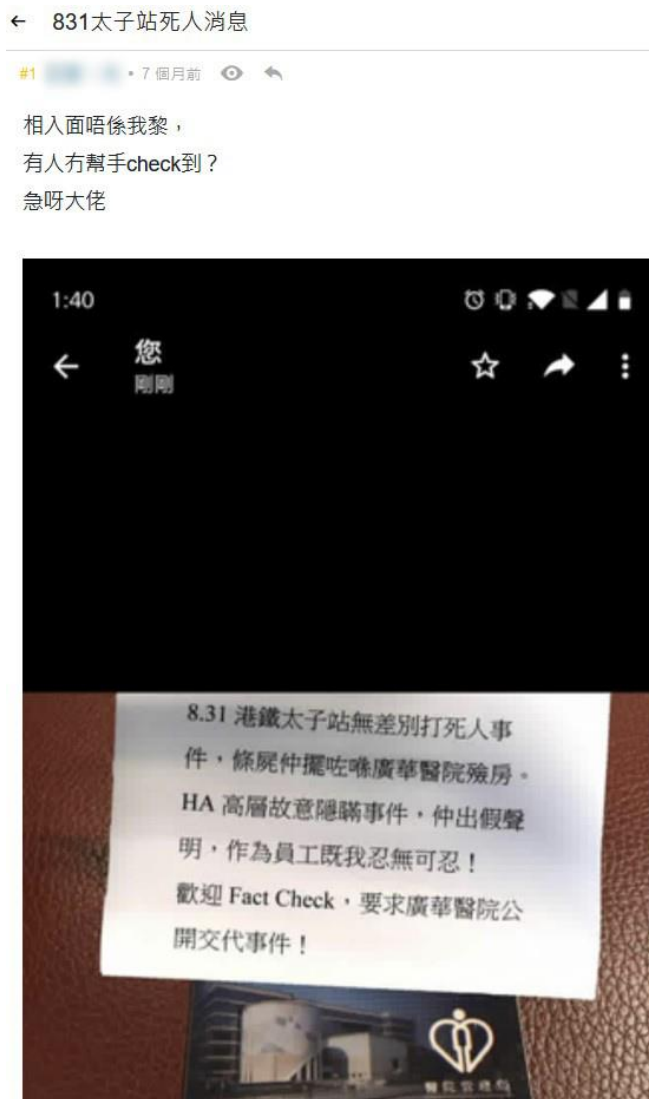 831太子站死人消息
#1 • 7 個月前
相入面唔係我黎，
有人冇幫手check到？
急呀大佬
1:40
您
剛剛
8.31 港鐵太子站無差別打死人事
件，條屍仲擺咗喺廣華醫院殮房。
HA 高層故意隱瞞事件，仲出假聲
明，作為員工既我忍無可忍！
歡迎 Fact Check，要求廣華醫院公
開交代事件！
醫院管理局